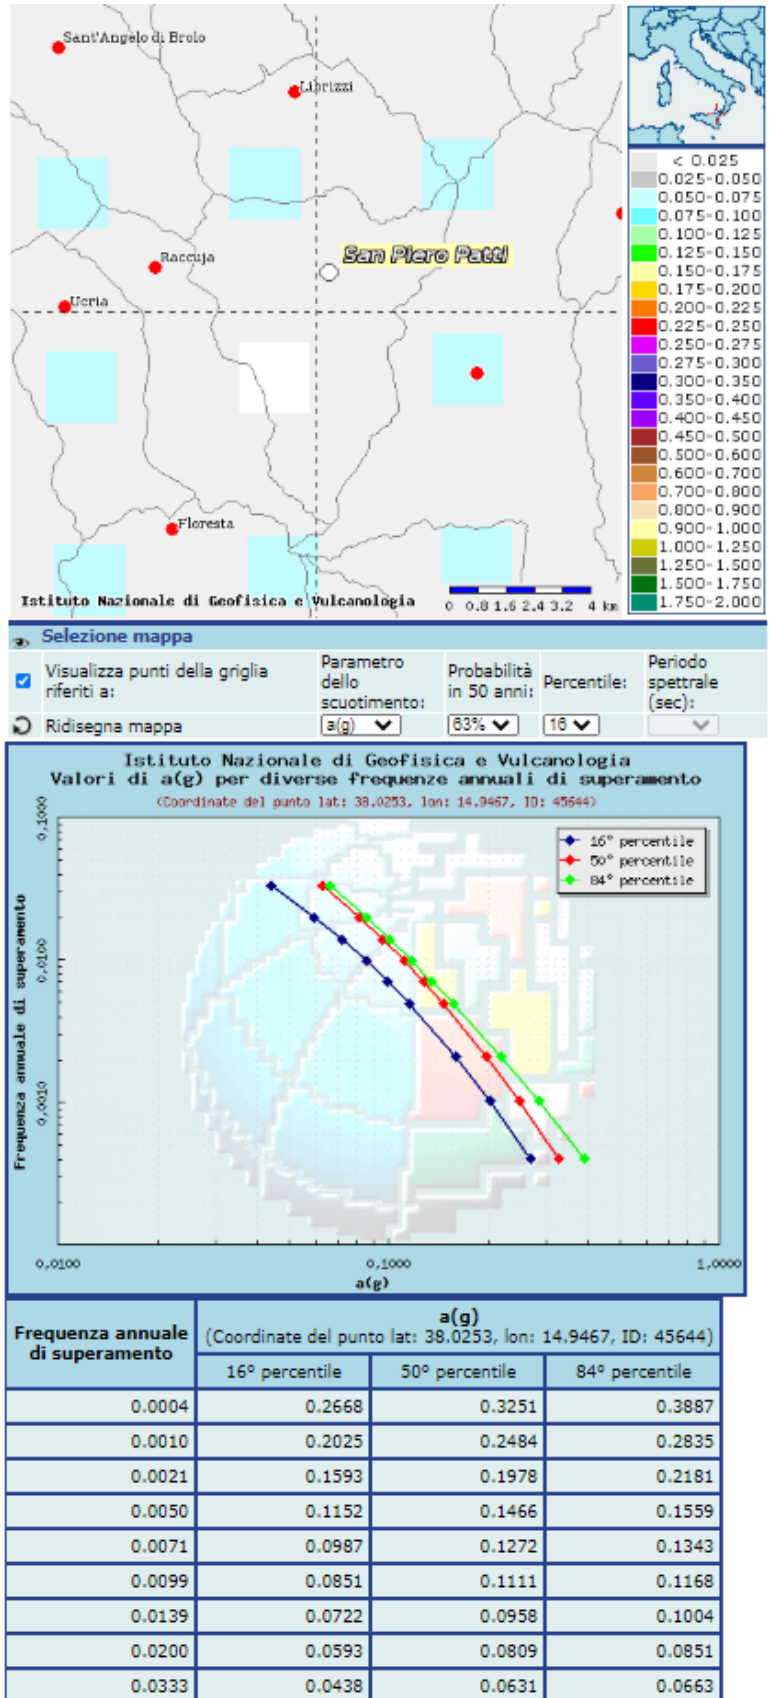 Sant'Angelo di Brolo
Librizzi
San Piero Patti
Raccuja
Ucria
Floresta
Istituto Nazionale di Geofisica e Vulcanologia
0 0.8 1.6 2.4 3.2 4 km
< 0.025
0.025-0.050
0.050-0.075
0.075-0.100
0.100-0.125
0.125-0.150
0.150-0.175
0.175-0.200
0.200-0.225
0.225-0.250
0.250-0.275
0.275-0.300
0.300-0.350
0.350-0.400
0.400-0.450
0.450-0.500
0.500-0.600
0.600-0.700
0.700-0.800
0.800-0.900
0.900-1.000
1.000-1.250
1.250-1.500
1.500-1.750
1.750-2.000
Selezione mappa
Visualizza punti della griglia
riferiti a:
Parametro
dello
scuotimento:
Probabilità
in 50 anni:
Percentile:
Periodo
spettrale
(sec):
Ridisegna mappa
a(g)
63%
16
Istituto Nazionale di Geofisica e Vulcanologia
Valori di a(g) per diverse frequenze annuali di superamento
(Coordinate del punto lat: 38.0253, lon: 14.9467, ID: 45644)
16° percentile
50° percentile
84° percentile
Frequenza annuale di superamento
0,1000
0,0100
0,0010
0,0100
0,1000
1,0000
a(g)
Frequenza annuale
di superamento
a(g)
(Coordinate del punto lat: 38.0253, lon: 14.9467, ID: 45644)
16° percentile 50° percentile 84° percentile
0.0004 0.2668 0.3251 0.3887
0.0010 0.2025 0.2484 0.2835
0.0021 0.1593 0.1978 0.2181
0.0050 0.1152 0.1466 0.1559
0.0071 0.0987 0.1272 0.1343
0.0099 0.0851 0.1111 0.1168
0.0139 0.0722 0.0958 0.1004
0.0200 0.0593 0.0809 0.0851
0.0333 0.0438 0.0631 0.0663